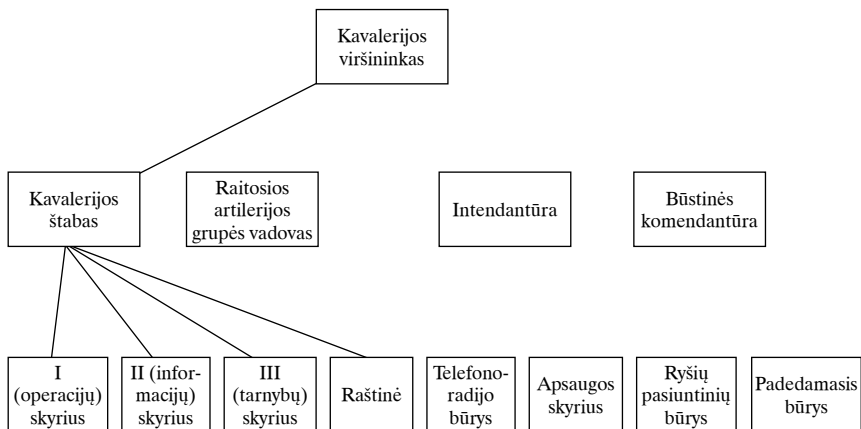 Kavalerijos
viršininkas
Kavalerijos
štabas
Raitosios
artilerijos
grupės vadovas
Intendantūra
Būstinės
komendantūra
I
(operacijų)
skyrius
II (infor-
macijų)
skyrius
III
(tarnybų)
skyrius
Raštinė
Telefono-
radijo
būrys
Apsaugos
skyrius
Ryšių
pasiuntinių
būrys
Padedamasis
būrys